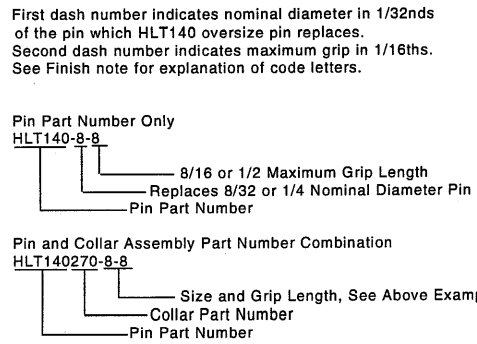 First dash number indicates nominal diameter in 1/32nds
of the pin which HLT140 oversize pin replaces.
Second dash number indicates maximum grip in 1/16ths.
See Finish note for explanation of code letters.
Pin Part Number Only
HLT140-8-8
8/16 or 1/2 Maximum Grip Length
Replaces 8/32 or 1/4 Nominal Diameter Pin
Pin Part Number
Pin and Collar Assembly Part Number Combination
HLT140270-8-8
Size and Grip Length, See Above Examp
Collar Part Number
Pin Part Number